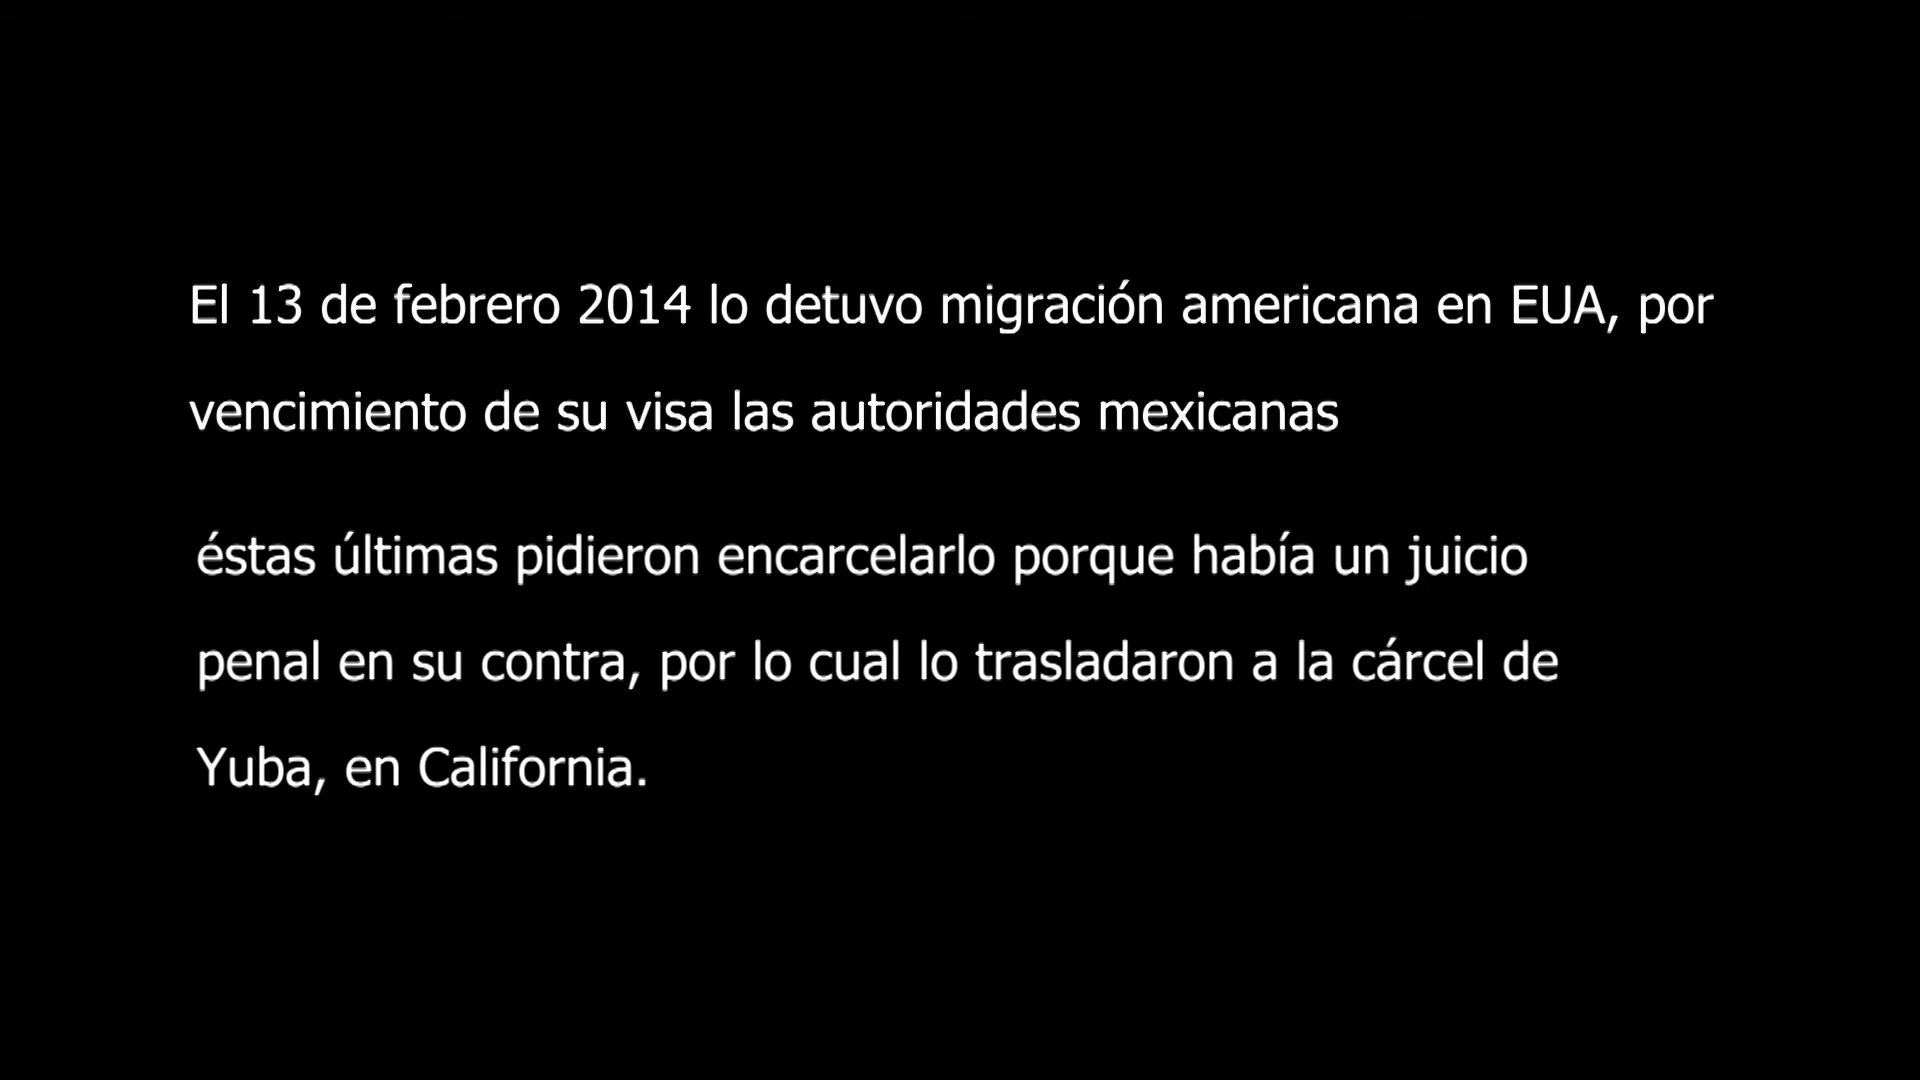 El 13 de febrero 2014 lo detuvo migración americana en EUA, por
vencimiento de su visa las autoridades mexicanas
éstas últimas pidieron encarcelarlo porque había un juicio
penal en su contra, por lo cual lo trasladaron a la cárcel de
Yuba, en California.